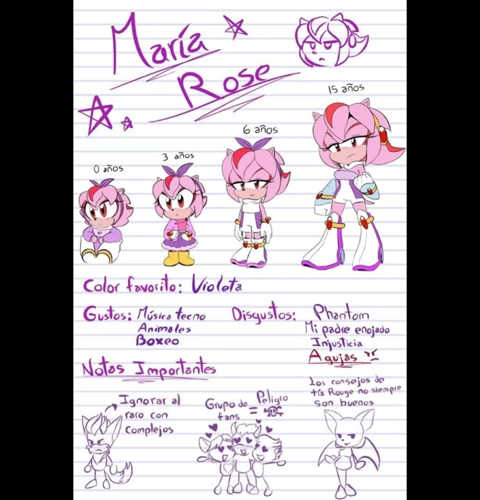 María
Rose
0 años
3 años
6 años
15 años
Color favorito: Violeta
Gustos: Música tecno
Animales
Boxeo
Disgustos: Phantom
Mi padre enojado
Injusticia
Agujas
Notas Importantes
Ignorar al
raro con
complejos
Grupo de
fans = Peligro
Los consejos de
tía Rouge no siempre
son buenos